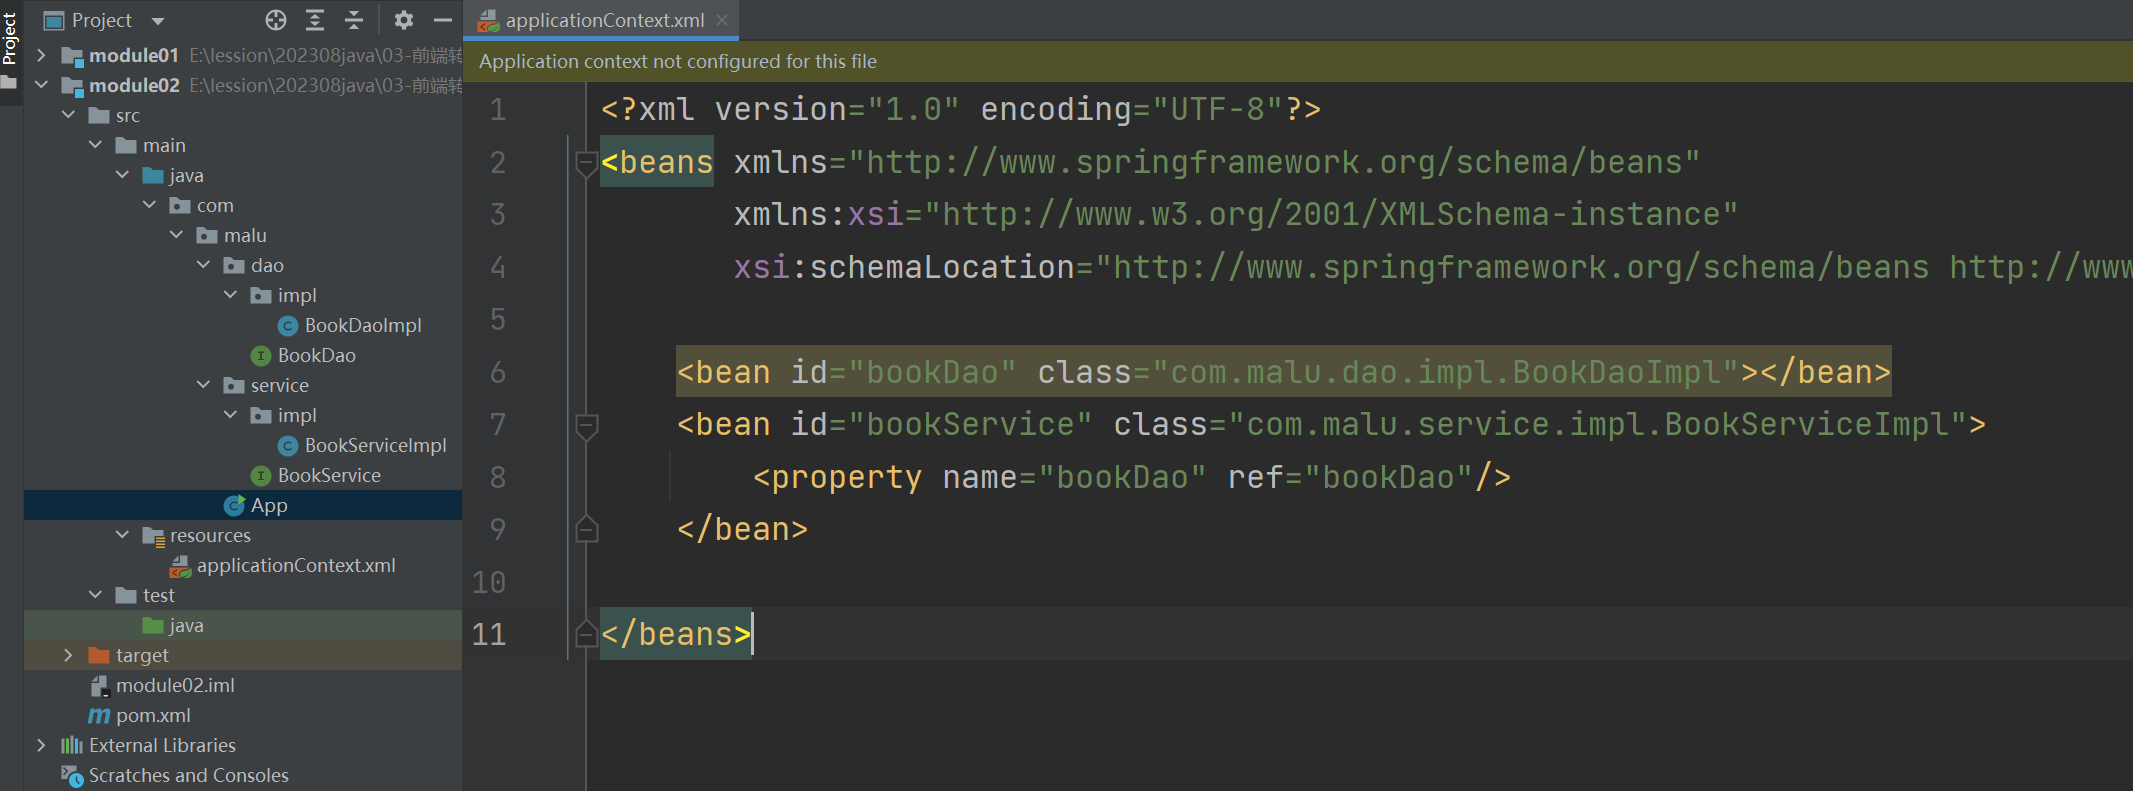 Project
Project
module01 E:\lession\202308java\03-前端转
module02 E:\lession\202308java\03-前端转
src
main
java
com
malu
dao
impl
BookDaoImpl
BookDao
service
impl
BookServiceImpl
BookService
App
resources
applicationContext.xml
test
java
target
module02.iml
pom.xml
External Libraries
Scratches and Consoles
applicationContext.xml
Application context not configured for this file
1 <?xml version="1.0" encoding="UTF-8"?>
2 <beans xmlns="http://www.springframework.org/schema/beans"
3 xmlns:xsi="http://www.w3.org/2001/XMLSchema-instance"
4 xsi:schemaLocation="http://www.springframework.org/schema/beans http://www
5
6 <bean id="bookDao" class="com.malu.dao.impl.BookDaoImpl"></bean>
7 <bean id="bookService" class="com.malu.service.impl.BookServiceImpl">
8 <property name="bookDao" ref="bookDao"/>
9 </bean>
10
11 </beans>